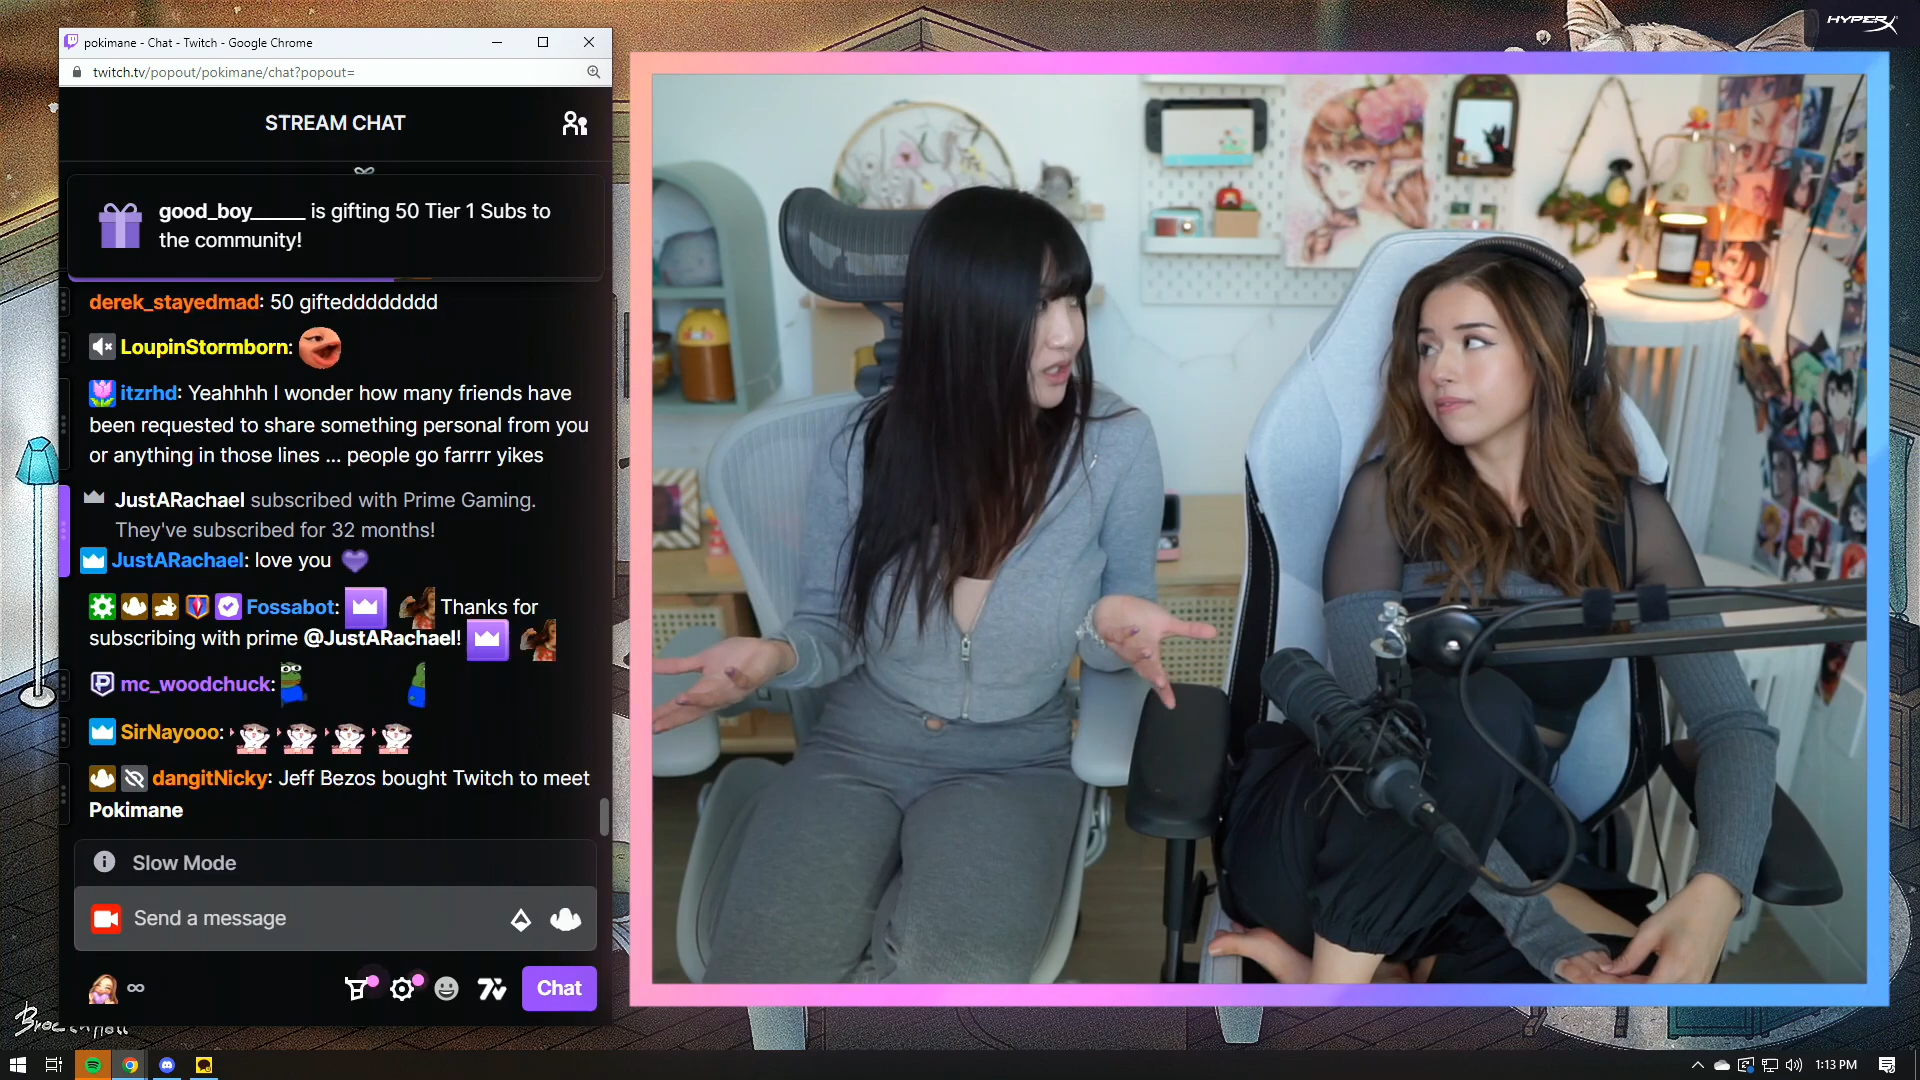 pokimane - Chat - Twitch - Google Chrome
twitch.tv/popout/pokimane/chat?popout=
STREAM CHAT
good_boy_____ is gifting 50 Tier 1 Subs to
the community!
derek_stayedmad: 50 giftedddddddd
LoupinStormborn:
itzrhd: Yeahhhh I wonder how many friends have
been requested to share something personal from you
or anything in those lines ... people go farrrr yikes
JustARachael subscribed with Prime Gaming.
They've subscribed for 32 months!
JustARachael: love you
Fossabot: Thanks for
subscribing with prime @JustARachael!
mc_woodchuck:
SirNayooo:
dangitNicky: Jeff Bezos bought Twitch to meet
Pokimane
Slow Mode
Send a message
∞
Chat
HYPERX
1:13 PM